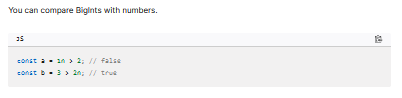 You can compare BigInts with numbers.
JS
const a = 1n > 2; // false
const b = 3 > 2n; // true